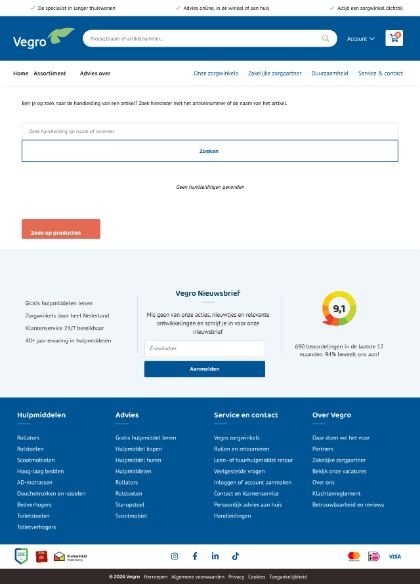 De specialist in langer thuiswonen
Advies online, in de winkel of aan huis
Altijd een zorgwinkel dichtbij
Vegro
Productnaam of artikelnummer...
Account
0
Home Assortiment Advies over
Onze zorgwinkels Zakelijke zorgpartner Duurzaamheid Service & contact
Ben je op zoek naar de handleiding van een artikel? Zoek hieronder met het artikelnummer of de naam van het artikel.
Zoek handleiding op naam of nummer
Zoeken
Geen handleidingen gevonden
Zoek op producten
Gratis hulpmiddelen lenen
Zorgwinkels door heel Nederland
Klantenservice 24/7 bereikbaar
40+ jaar ervaring in hulpmiddelen
Vegro Nieuwsbrief
Mis geen van onze acties, nieuwtjes en relevante
ontwikkelingen en schrijf je in voor onze
nieuwsbrief
E-mailadres
Aanmelden
9,1
690 beoordelingen in de laatste 12
maanden. 94% beveelt ons aan!
Hulpmiddelen
Rollators
Rolstoelen
Scootmobielen
Hoog-laag bedden
AD-matrassen
Douchekrukken en -stoelen
Bedverhogers
Toiletstoelen
Toiletverhogers
Advies
Gratis hulpmiddel lenen
Hulpmiddel kopen
Hulpmiddel huren
Hulpmiddelen
Rollators
Rolstoelen
Sta-opstoel
Scootmobiel
Service en contact
Vegro zorgwinkels
Ruilen en retourneren
Leen- of huurhulpmiddel retour
Veelgestelde vragen
Inloggen of account aanmaken
Contact en klantenservice
Persoonlijk advies aan huis
Handleidingen
Over Vegro
Daar doen we het voor
Partners
Zakelijke zorgpartner
Bekijk onze vacatures
Over ons
Klachtenreglement
Betrouwbaarheid en reviews
thuiswinkel
VISA
© 2026 Vegro Herroepen Algemene voorwaarden Privacy Cookies Toegankelijkheid